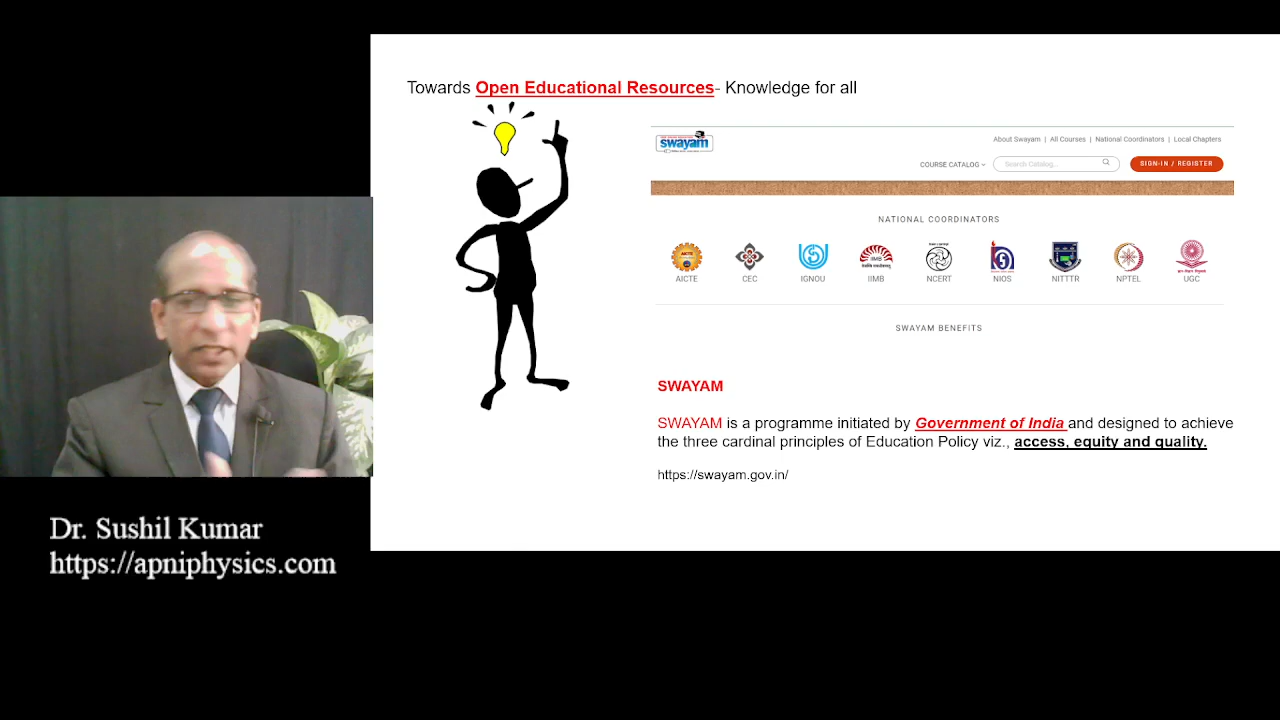 Towards Open Educational Resources- Knowledge for all
swayam
About Swayam | All Courses | National Coordinators | Local Chapters
COURSE CATALOG
Search Catalog...
SIGN-IN / REGISTER
NATIONAL COORDINATORS
AICTE
AICTE CEC IGNOU IIMB NCERT NIOS NITTTR NPTEL UGC
IIMB
SWAYAM BENEFITS
SWAYAM
SWAYAM is a programme initiated by Government of India and designed to achieve
the three cardinal principles of Education Policy viz., access, equity and quality.
https://swayam.gov.in/
Dr. Sushil Kumar
https://apniphysics.com